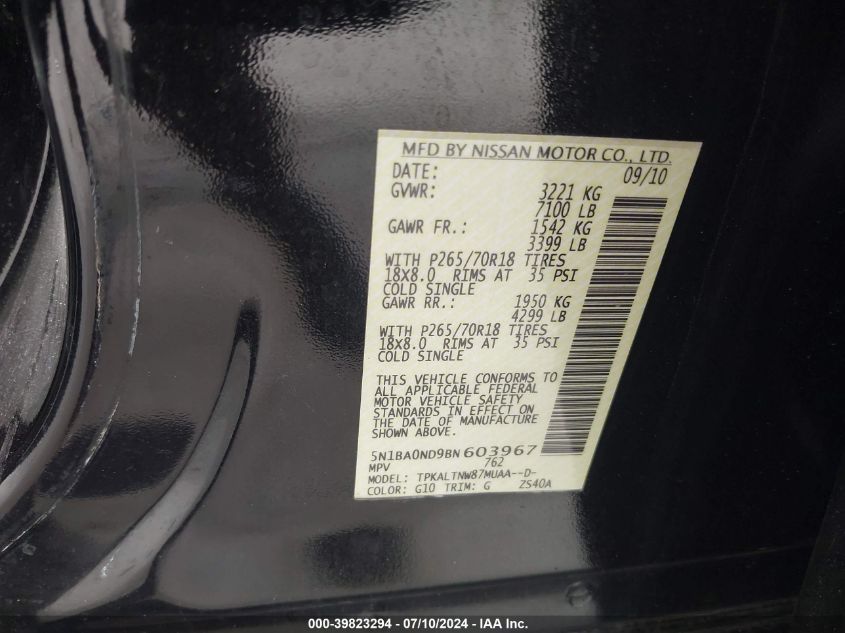 MFD BY NISSAN MOTOR CO., LTD.
DATE: 09/10
GVWR: 3221 KG
7100 LB
GAWR FR.: 1542 KG
3399 LB
WITH P265/70R18 TIRES
18X8.0 RIMS AT 35 PSI
COLD SINGLE
GAWR RR.: 1950 KG
4299 LB
WITH P265/70R18 TIRES
18X8.0 RIMS AT 35 PSI
COLD SINGLE
THIS VEHICLE CONFORMS TO
ALL APPLICABLE FEDERAL
MOTOR VEHICLE SAFETY
STANDARDS IN EFFECT ON
THE DATE OF MANUFACTURE
SHOWN ABOVE.
5N1BA0ND9BN 603967
MPV 762
MODEL: TPKALTNW87MUAA--D-
COLOR: G10 TRIM: G ZS40A
000-39823294 - 07/10/2024 - IAA Inc.